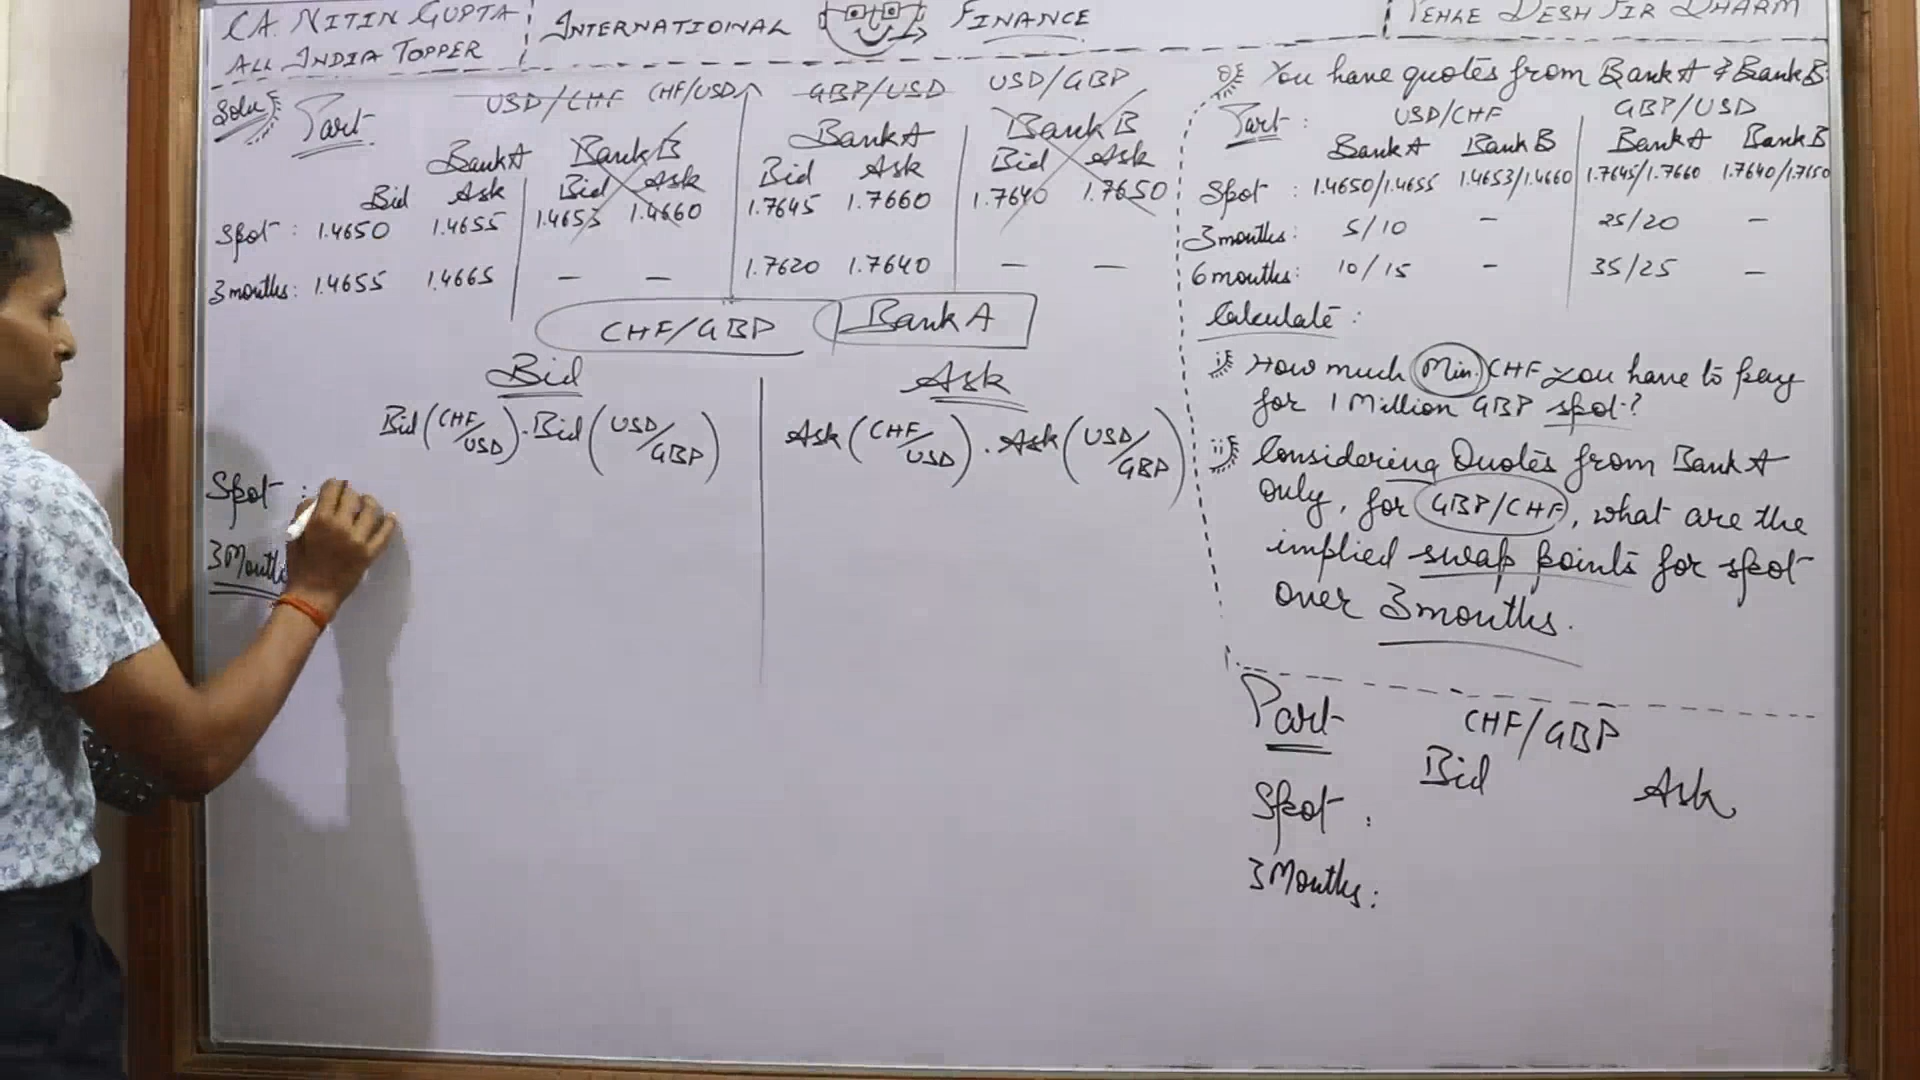 CA. NITIN GUPTA
ALL INDIA TOPPER
INTERNATIONAL FINANCE
PEHLE DESH FIR DHARM
Solu
Part
USD/CHF CHF/USD GBP/USD USD/GBP
Bank A Bank B Bank A Bank B
Bid Ask Bid Ask Bid Ask Bid Ask
Spot : 1.4650 1.4655 1.4653 1.4660 1.7645 1.7660 1.7640 1.7650
3 months: 1.4655 1.4665 — — 1.7620 1.7640 — —
CHF/GBP Bank A
Bid Ask
Bid (CHF/USD) . Bid (USD/GBP) Ask (CHF/USD) . Ask (USD/GBP)
Spot :
3 Months
You have quotes from Bank A & Bank B
Part : USD/CHF GBP/USD
Bank A Bank B Bank A Bank B
Spot : 1.4650/1.4655 1.4653/1.4660 1.7645/1.7660 1.7640/1.7650
3 months: 5/10 - 25/20 -
6 months: 10/15 - 35/25 -
Calculate :
i) How much Min. CHF you have to pay
for 1 Million GBP spot ?
ii) Considering Quotes from Bank A
only, for GBP/CHF, what are the
implied swap points for spot
over 3 months.
Part CHF/GBP
Bid Ask
Spot :
3 Months: